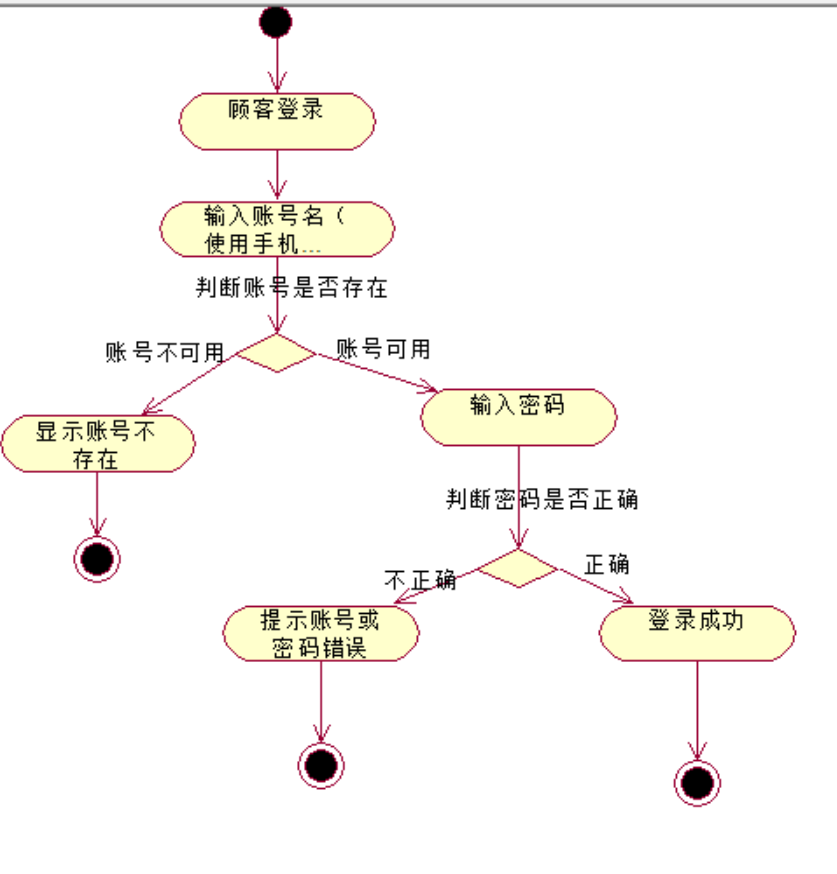 顾客登录
输入账号名（
使用手机...
判断账号是否存在
账号不可用
账号可用
输入密码
显示账号不
存在
判断密码是否正确
不正确
正确
提示账号或
密码错误
登录成功